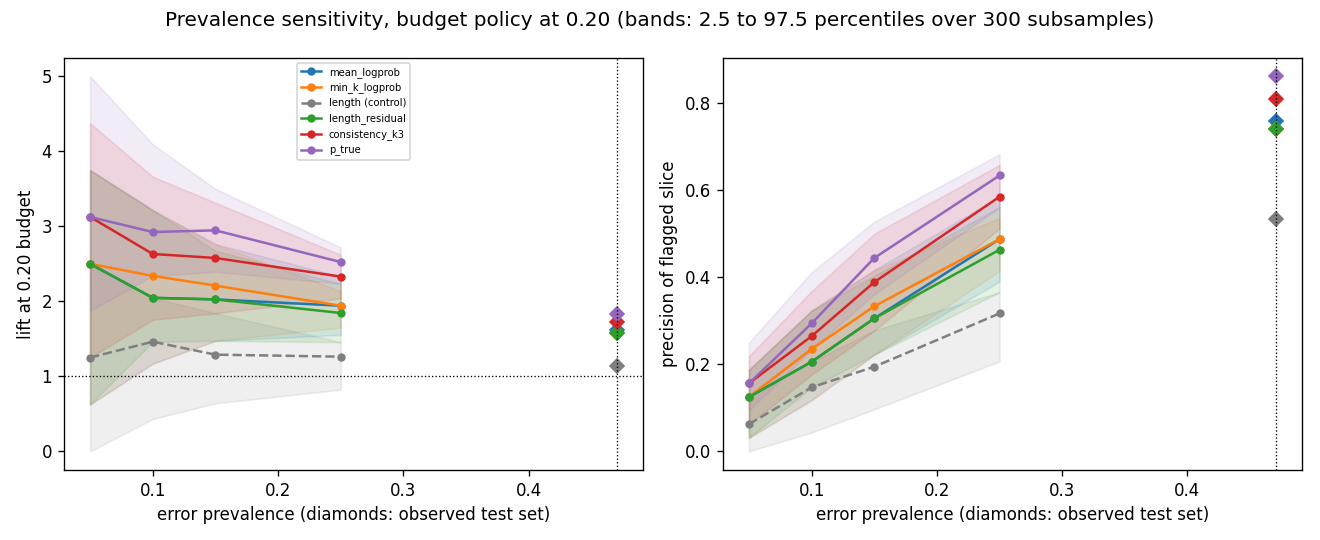 Prevalence sensitivity, budget policy at 0.20 (bands: 2.5 to 97.5 percentiles over 300 subsamples)
lift at 0.20 budget
5
4
3
2
1
0
mean_logprob
min_k_logprob
length (control)
length_residual
consistency_k3
p_true
0.1 0.2 0.3 0.4
error prevalence (diamonds: observed test set)
precision of flagged slice
0.8
0.6
0.4
0.2
0.0
0.1 0.2 0.3 0.4
error prevalence (diamonds: observed test set)